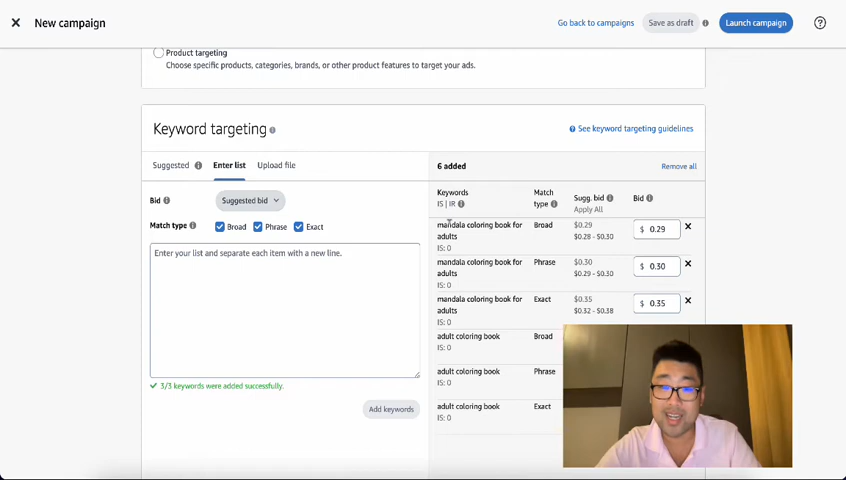 New campaign
Go back to campaigns
Save as draft
Launch campaign
Product targeting
Choose specific products, categories, brands, or other product features to target your ads.
Keyword targeting
See keyword targeting guidelines
Suggested
Enter list
Upload file
6 added
Remove all
Bid
Suggested bid
Keywords
IS | IR
Match
type
Sugg. bid
Apply All
Bid
Match type
Broad
Phrase
Exact
Enter your list and separate each item with a new line.
3/3 keywords were added successfully.
Add keywords
mandala coloring book for
adults
IS: 0
Broad
$0.29
$0.28 - $0.30
$ 0.29
mandala coloring book for
adults
IS: 0
Phrase
$0.30
$0.29 - $0.30
$ 0.30
mandala coloring book for
adults
IS: 0
Exact
$0.35
$0.32 - $0.38
$ 0.35
adult coloring book
IS: 0
Broad
adult coloring book
IS: 0
Phrase
adult coloring book
IS: 0
Exact